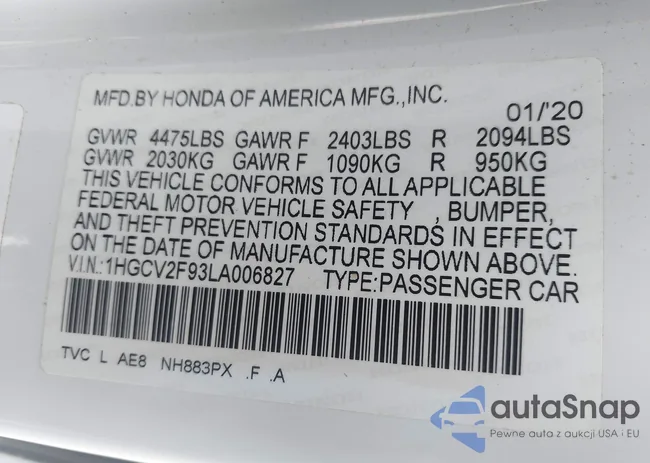 MFD.BY HONDA OF AMERICA MFG.,INC.
01/'20
GVWR 4475LBS GAWR F 2403LBS R 2094LBS
GVWR 2030KG GAWR F 1090KG R 950KG
THIS VEHICLE CONFORMS TO ALL APPLICABLE
FEDERAL MOTOR VEHICLE SAFETY , BUMPER,
AND THEFT PREVENTION STANDARDS IN EFFECT
ON THE DATE OF MANUFACTURE SHOWN ABOVE.
V.I.N.:1HGCV2F93LA006827 TYPE:PASSENGER CAR
TVC L AE8 NH883PX .F .A
autaSnap
Pewne auta z aukcji USA i EU